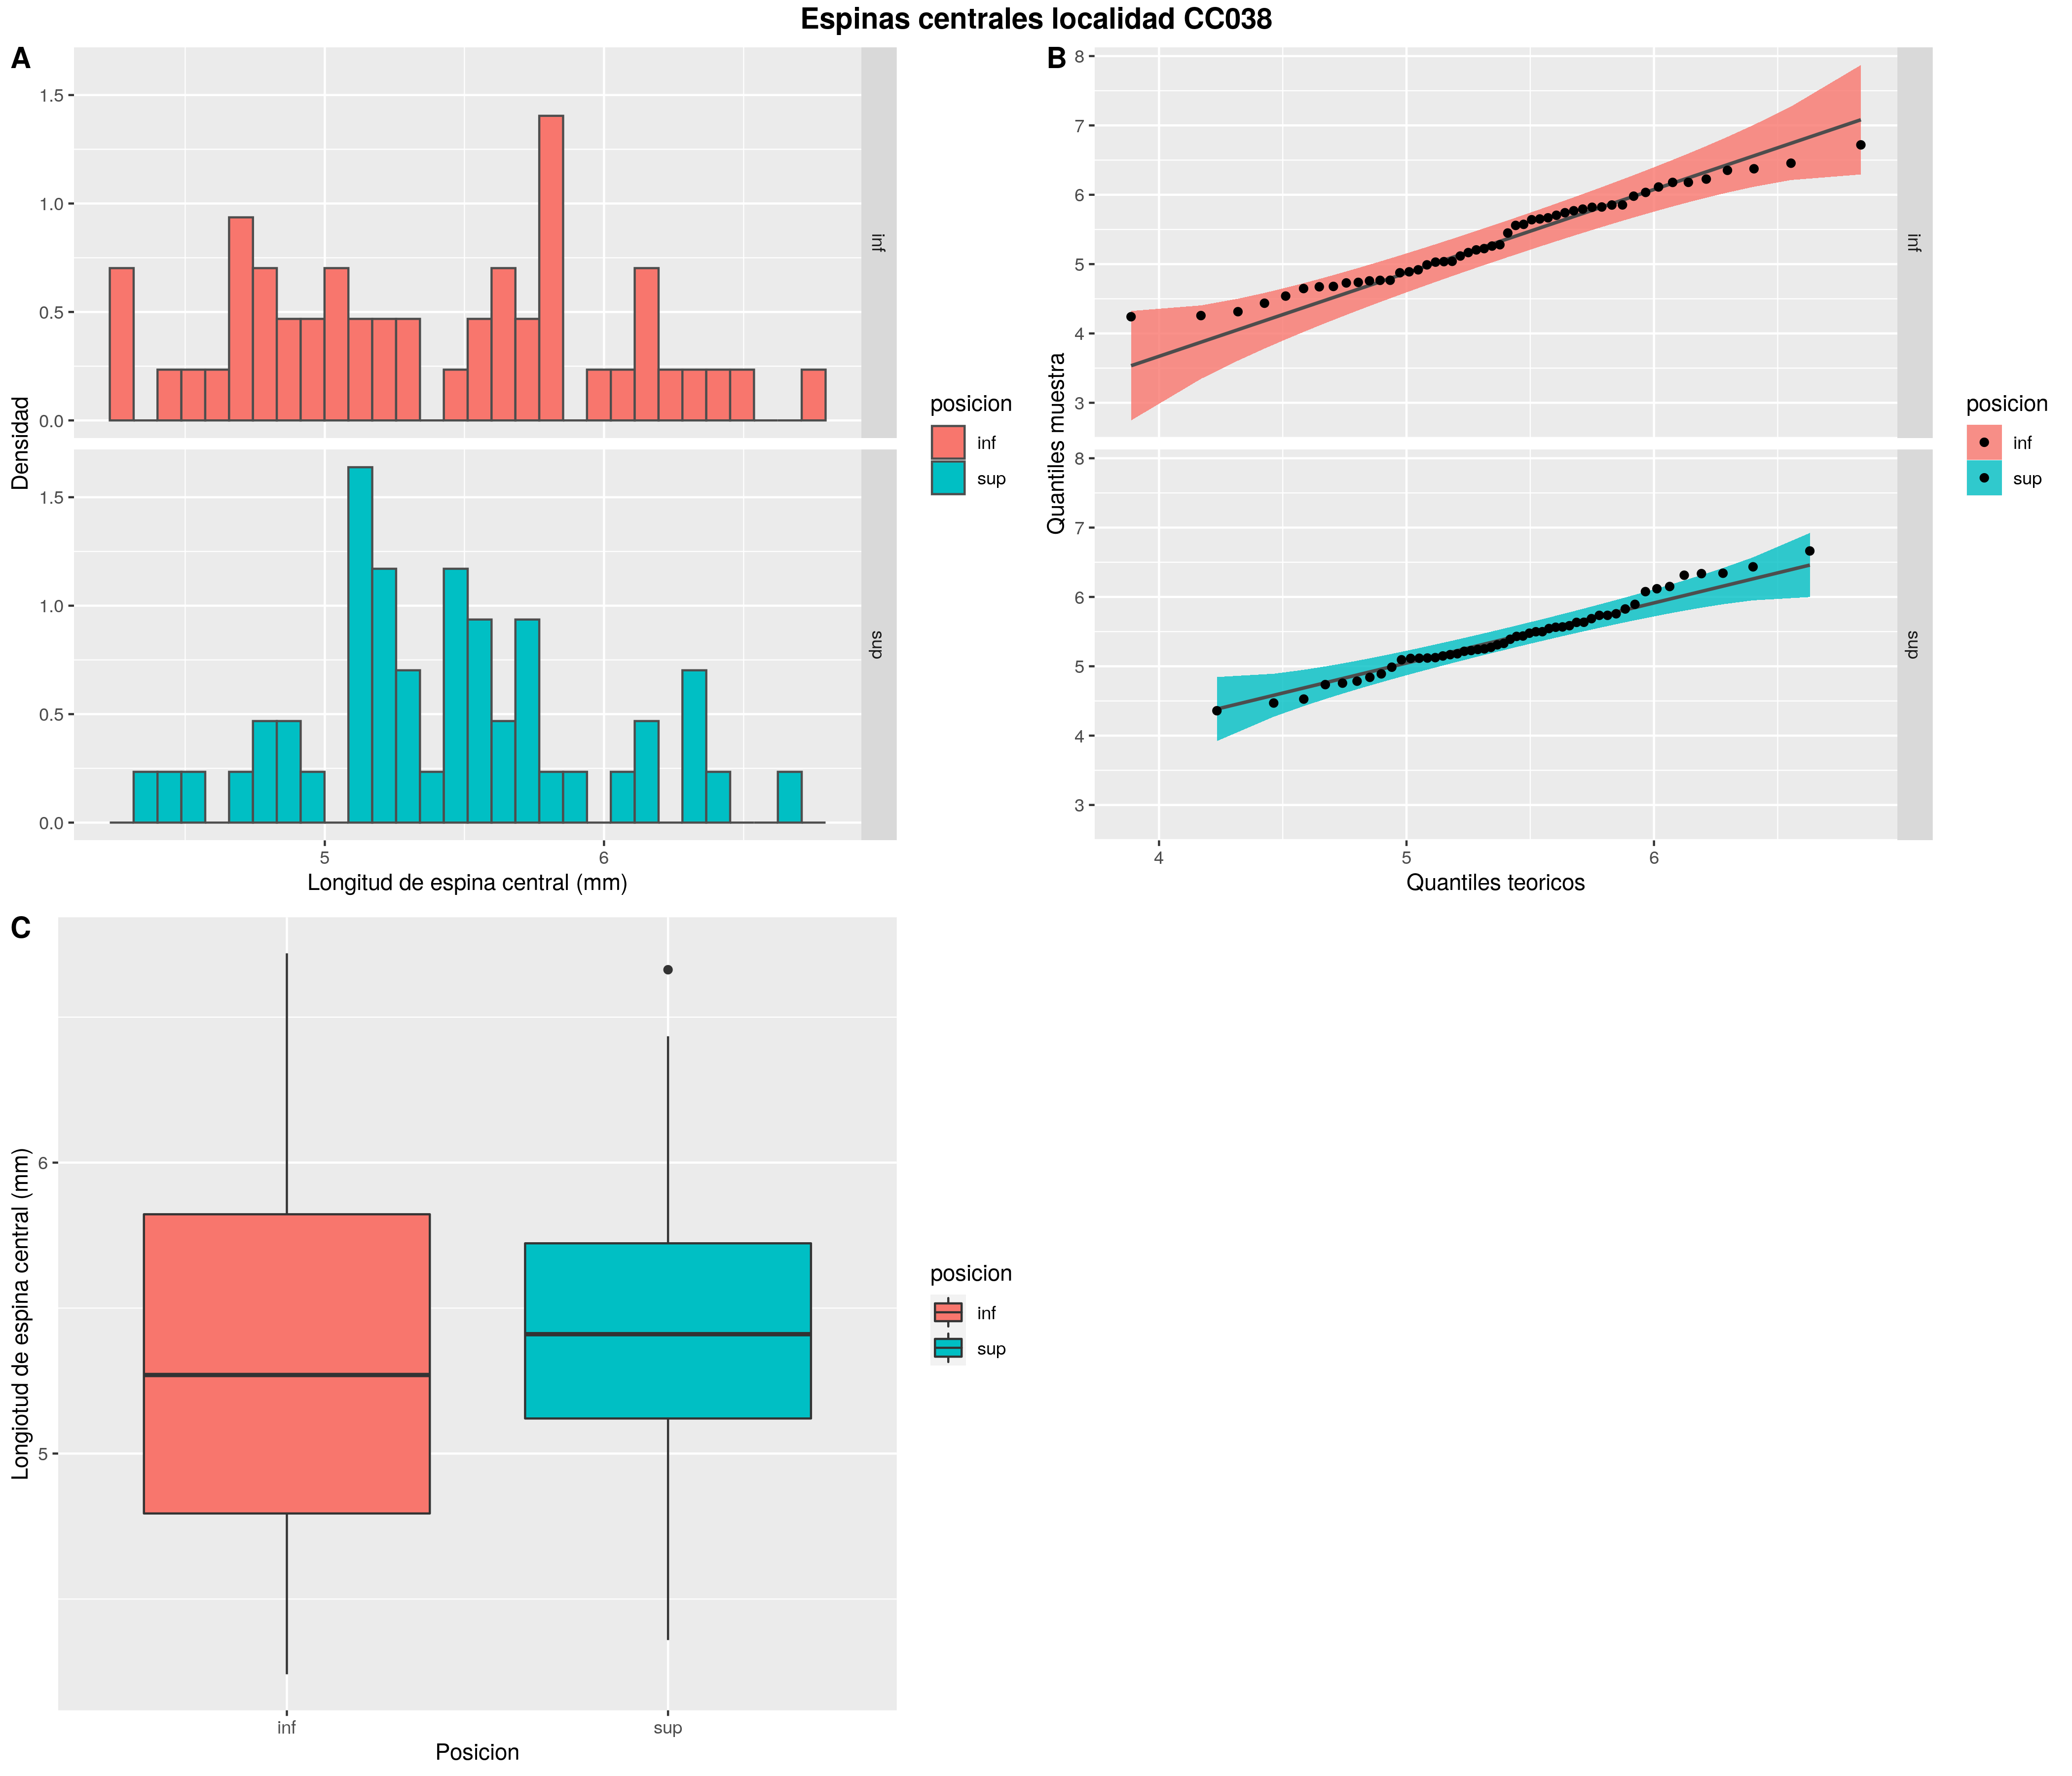 Espinas centrales localidad CC038
A
Densidad
1.5
1.0
0.5
0.0
inf
1.5
1.0
0.5
0.0
sup
5
6
Longitud de espina central (mm)
posicion
inf
sup
B
Quantiles muestra
8
7
6
5
4
3
inf
8
7
6
5
4
3
sup
4
5
6
Quantiles teoricos
posicion
inf
sup
C
Longiotud de espina central (mm)
6
5
inf
sup
Posicion
posicion
inf
sup